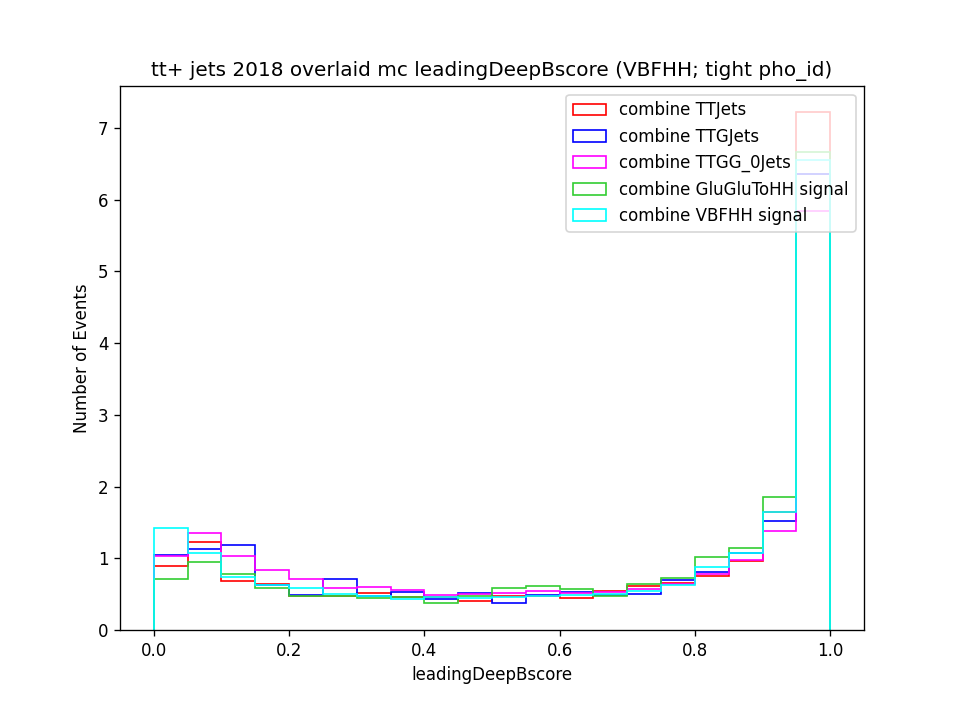 tt+ jets 2018 overlaid mc leadingDeepBscore (VBFHH; tight pho_id)
combine TTJets
combine TTGJets
combine TTGG_0Jets
combine GluGluToHH signal
combine VBFHH signal
Number of Events
7
6
5
4
3
2
1
0
0.0 0.2 0.4 0.6 0.8 1.0
leadingDeepBscore